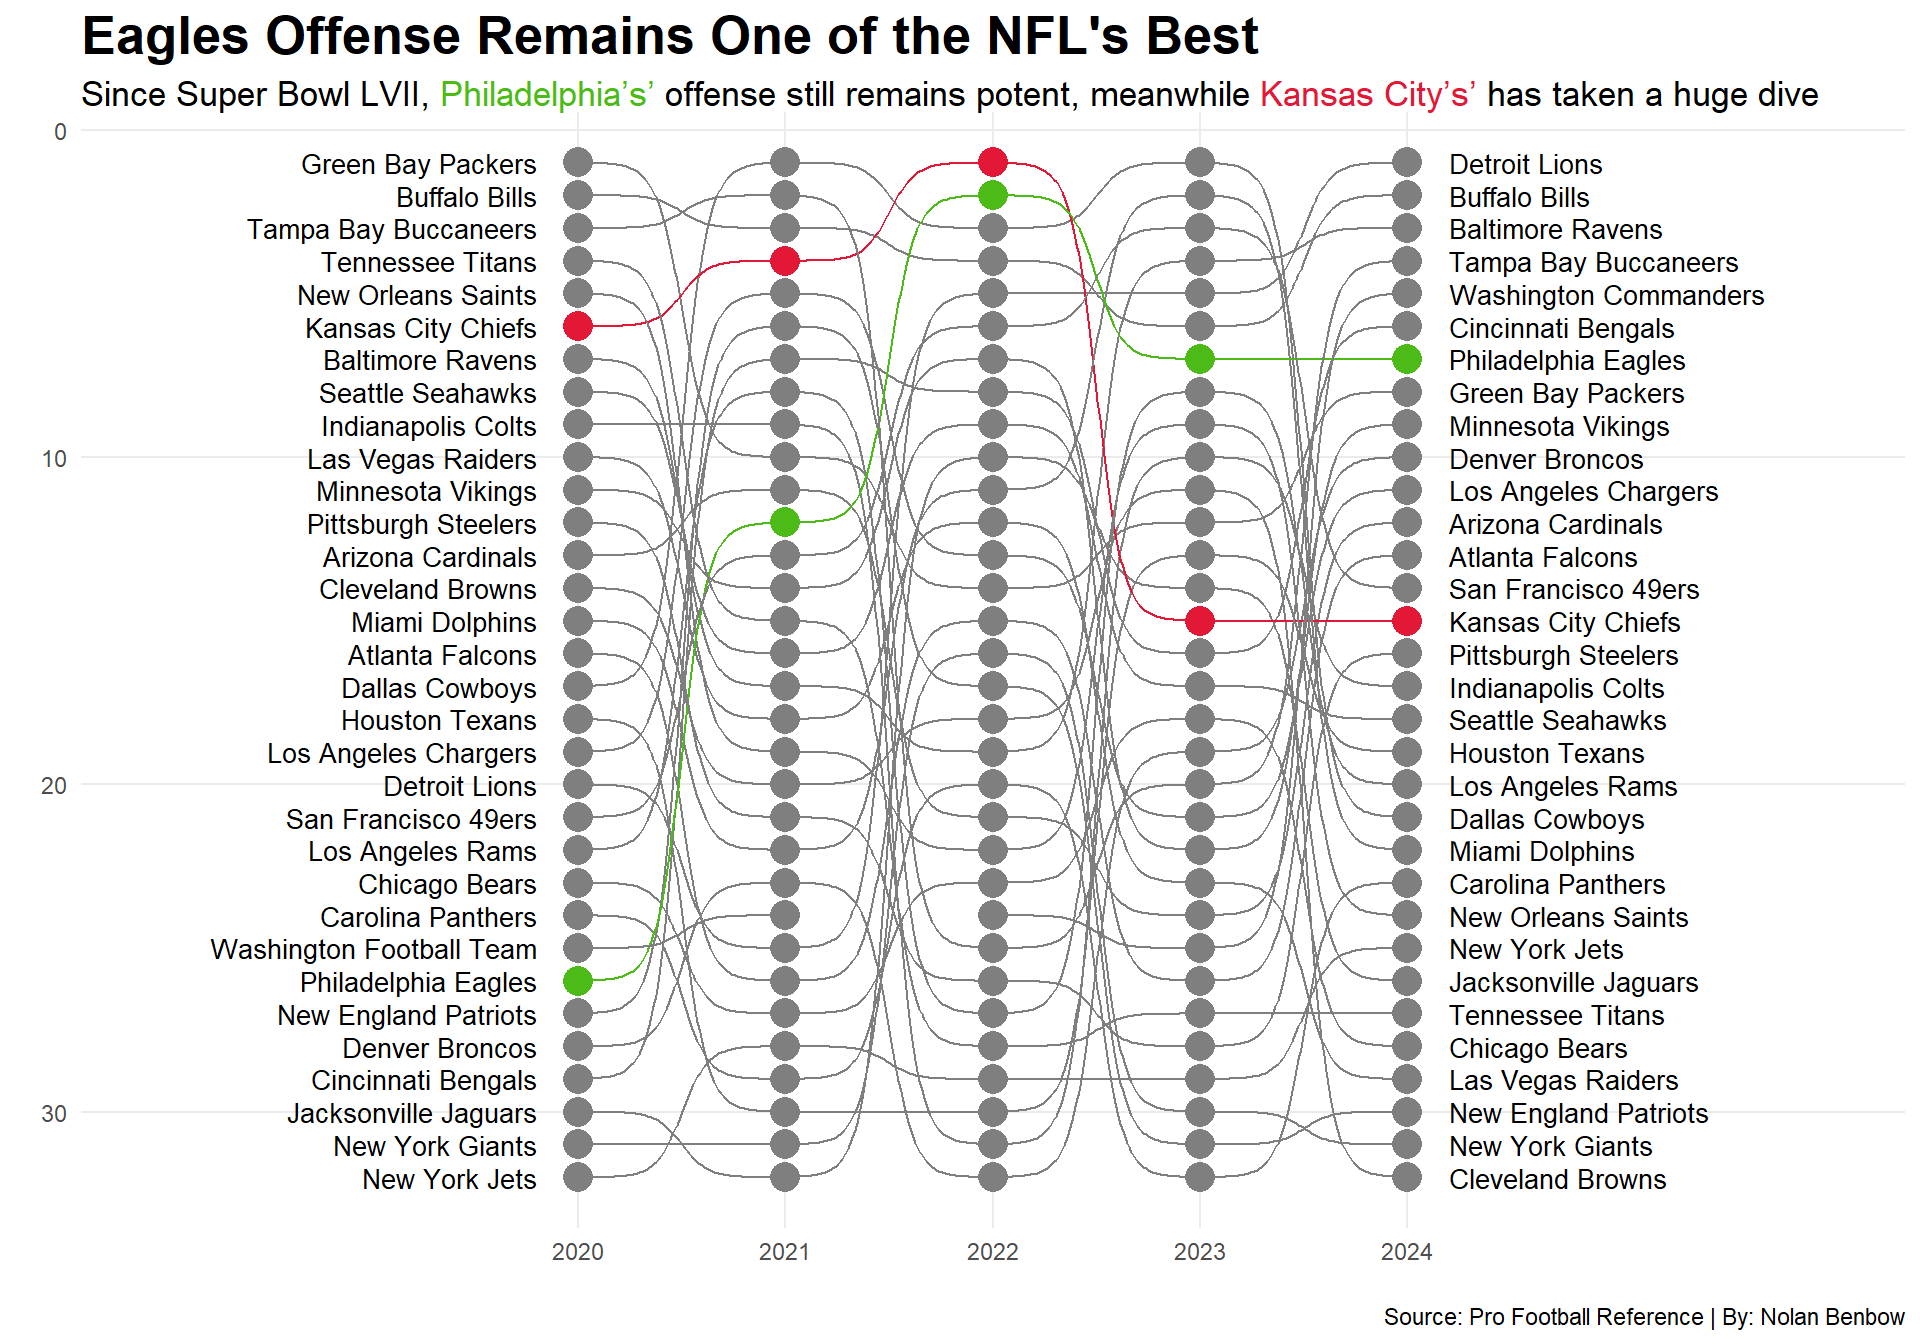 Eagles Offense Remains One of the NFL's Best
Since Super Bowl LVII, Philadelphia’s’ offense still remains potent, meanwhile Kansas City’s’ has taken a huge dive
0
10
20
30
Green Bay Packers
Buffalo Bills
Tampa Bay Buccaneers
Tennessee Titans
New Orleans Saints
Kansas City Chiefs
Baltimore Ravens
Seattle Seahawks
Indianapolis Colts
Las Vegas Raiders
Minnesota Vikings
Pittsburgh Steelers
Arizona Cardinals
Cleveland Browns
Miami Dolphins
Atlanta Falcons
Dallas Cowboys
Houston Texans
Los Angeles Chargers
Detroit Lions
San Francisco 49ers
Los Angeles Rams
Chicago Bears
Carolina Panthers
Washington Football Team
Philadelphia Eagles
New England Patriots
Denver Broncos
Cincinnati Bengals
Jacksonville Jaguars
New York Giants
New York Jets
Detroit Lions
Buffalo Bills
Baltimore Ravens
Tampa Bay Buccaneers
Washington Commanders
Cincinnati Bengals
Philadelphia Eagles
Green Bay Packers
Minnesota Vikings
Denver Broncos
Los Angeles Chargers
Arizona Cardinals
Atlanta Falcons
San Francisco 49ers
Kansas City Chiefs
Pittsburgh Steelers
Indianapolis Colts
Seattle Seahawks
Houston Texans
Los Angeles Rams
Dallas Cowboys
Miami Dolphins
Carolina Panthers
New Orleans Saints
New York Jets
Jacksonville Jaguars
Tennessee Titans
Chicago Bears
Las Vegas Raiders
New England Patriots
New York Giants
Cleveland Browns
2020 2021 2022 2023 2024
Source: Pro Football Reference | By: Nolan Benbow